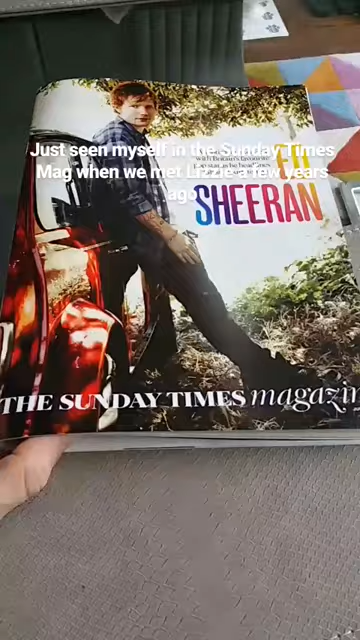 Just seen myself in the Sunday Times
Mag when we met Lizzie a few years
ago
ED
SHEERAN
THE SUNDAY TIMES magazin